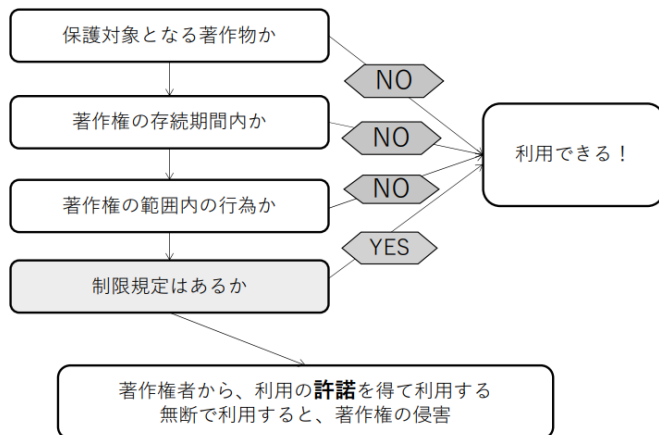 保護対象となる著作物か
NO
著作権の存続期間内か
NO
利用できる！
著作権の範囲内の行為か
NO
制限規定はあるか
YES
著作権者から、利用の許諾を得て利用する
無断で利用すると、著作権の侵害